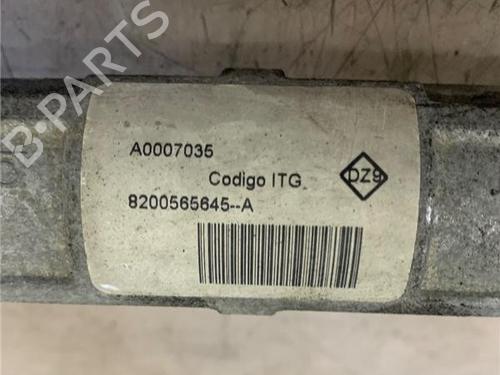 B-PARTS
A0007035
Codigo ITG
DZ9
8200565645--A